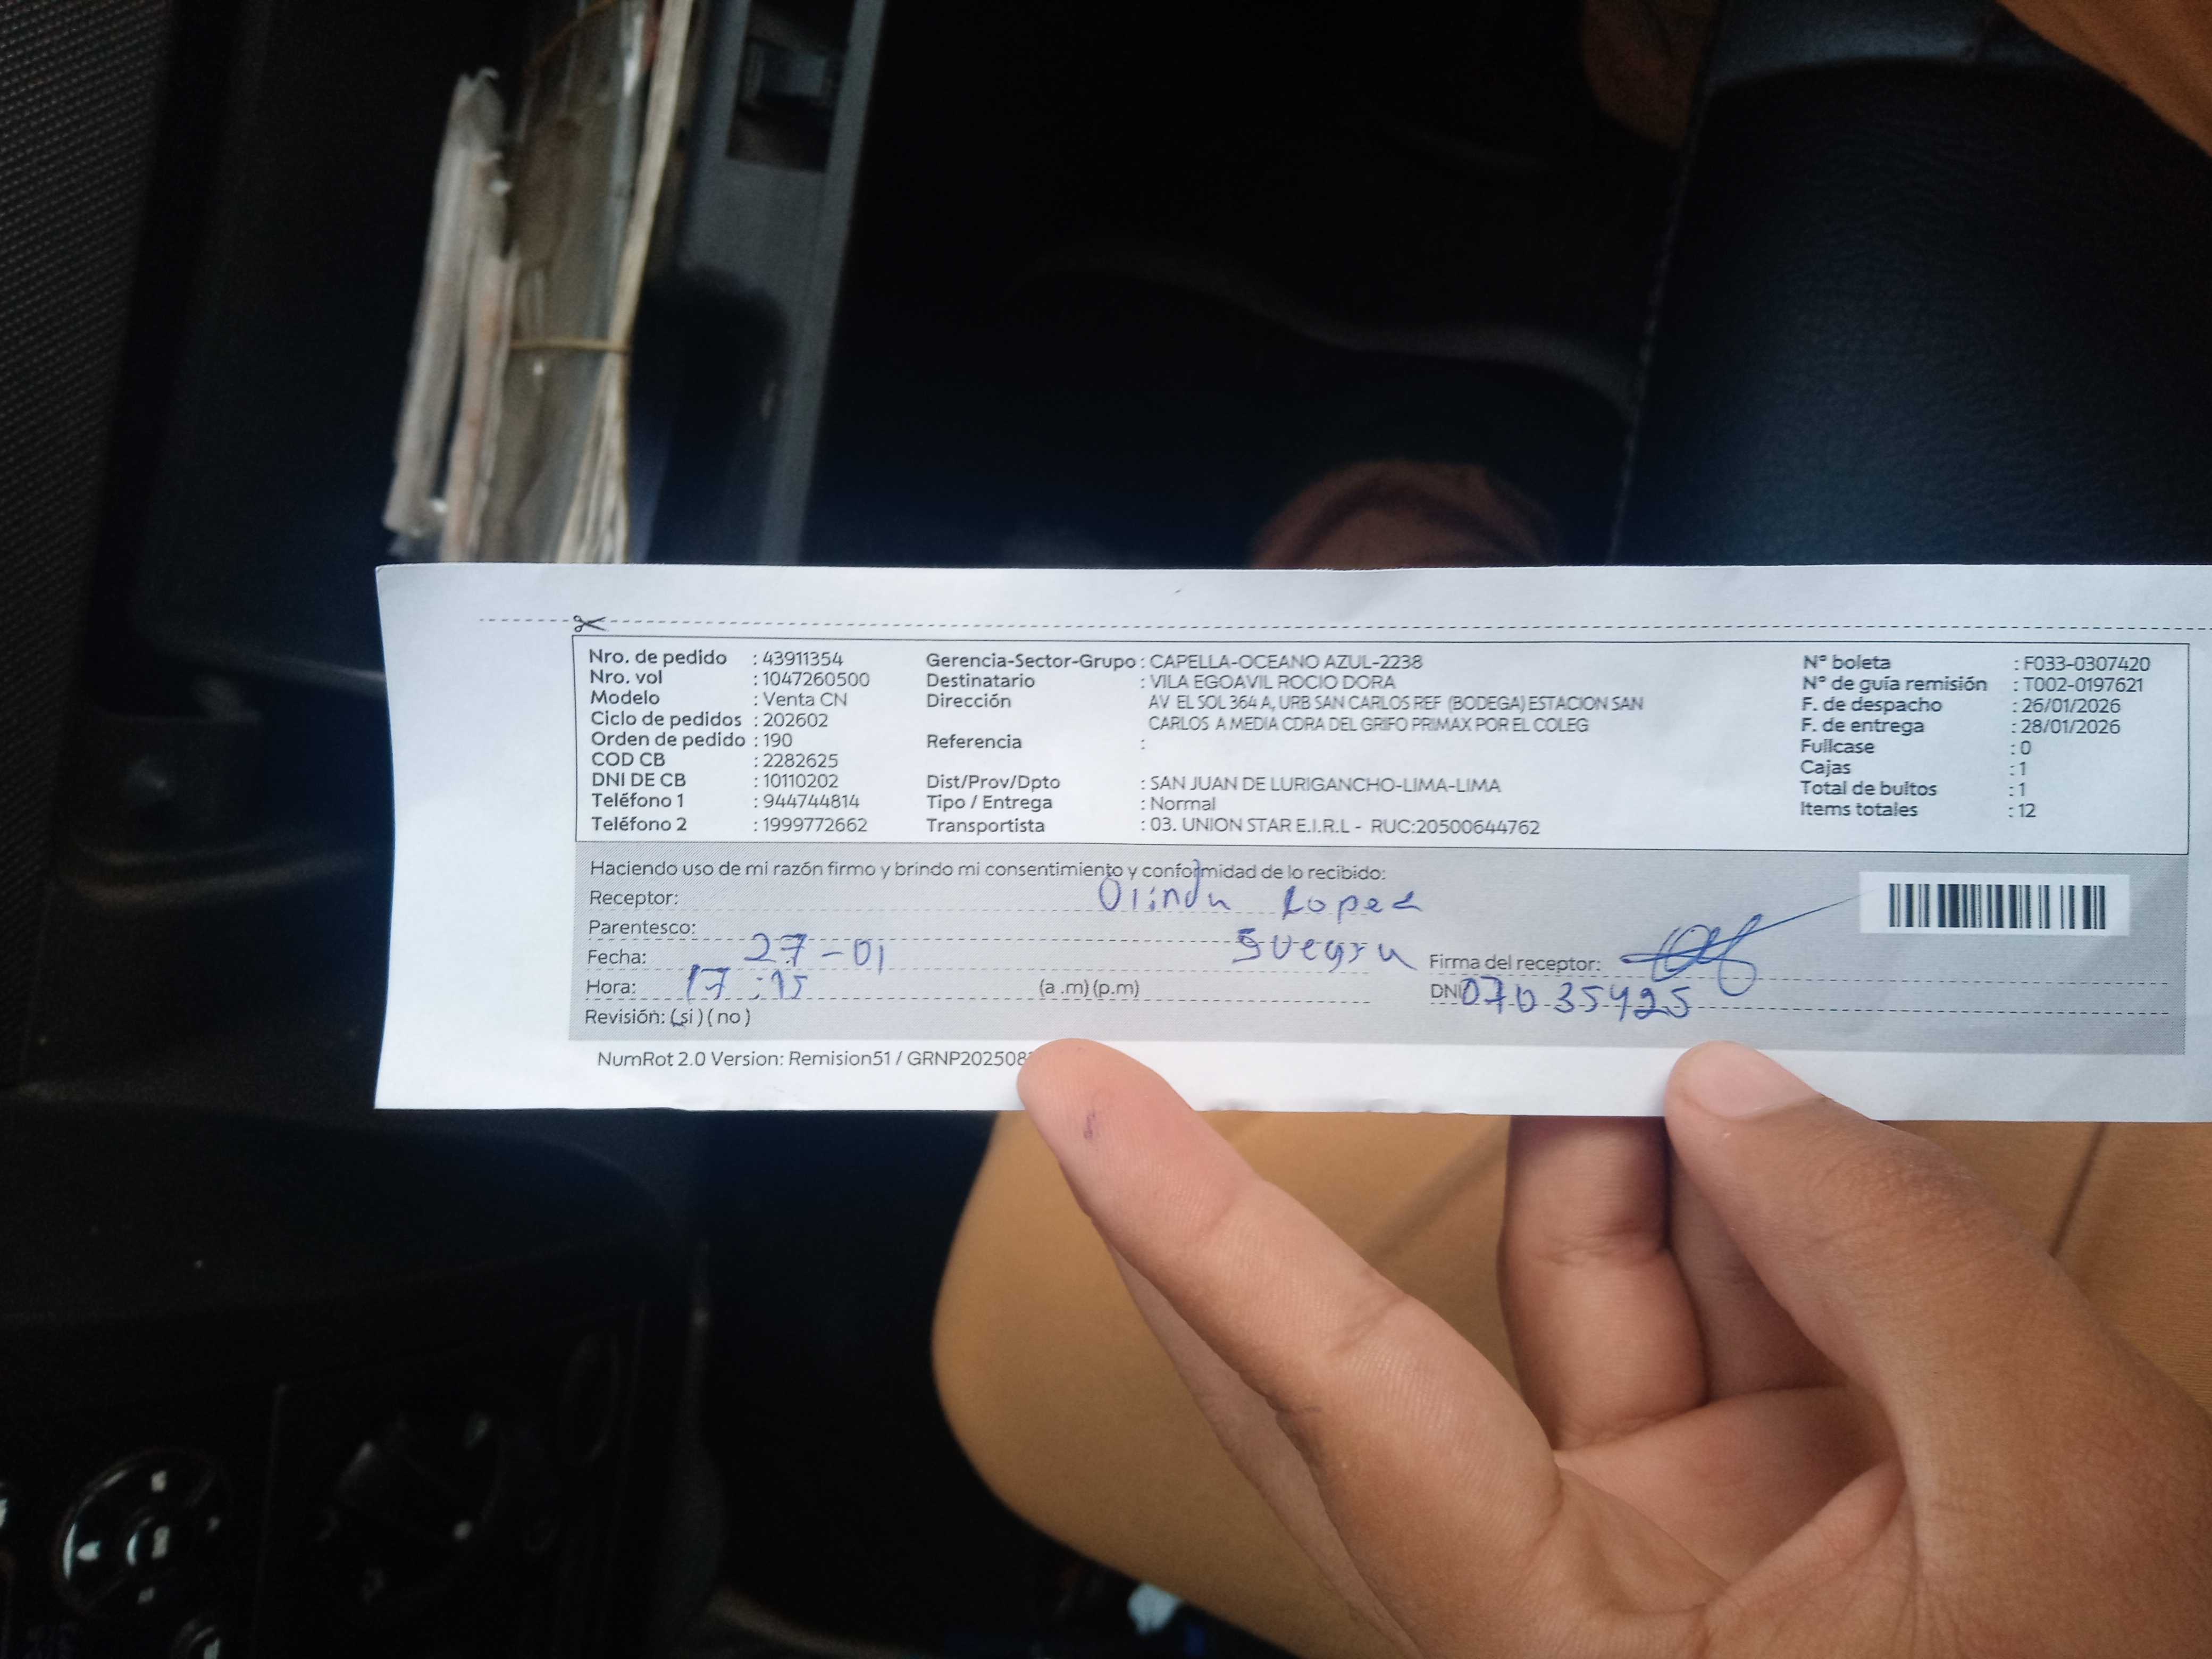 Nro. de pedido : 43911354
Nro. vol : 1047260500
Modelo : Venta CN
Ciclo de pedidos : 202602
Orden de pedido : 190
COD CB : 2282625
DNI DE CB : 10110202
Teléfono 1 : 944744814
Teléfono 2 : 1999772662
Gerencia-Sector-Grupo : CAPELLA-OCEANO AZUL-2238
Destinatario : VILA EGOAVIL ROCIO DORA
Dirección AV EL SOL 364 A, URB SAN CARLOS REF (BODEGA) ESTACION SAN
CARLOS A MEDIA CDRA DEL GRIFO PRIMAX POR EL COLEG
Referencia :
Dist/Prov/Dpto : SAN JUAN DE LURIGANCHO-LIMA-LIMA
Tipo / Entrega : Normal
Transportista : 03. UNION STAR E.I.R.L - RUC:20500644762
N° boleta : F033-0307420
N° de guía remisión : T002-0197621
F. de despacho : 26/01/2026
F. de entrega : 28/01/2026
Fullcase : 0
Cajas : 1
Total de bultos : 1
Items totales : 12
Haciendo uso de mi razón firmo y brindo mi consentimiento y conformidad de lo recibido:
Receptor: Olinda Lopez
Parentesco: Suegra
Fecha: 27-01
Hora: 17:15 (a .m) (p.m)
Revisión: (si) (no)
Firma del receptor:
DNI 07035425
NumRot 2.0 Version: Remision51 / GRNP202508